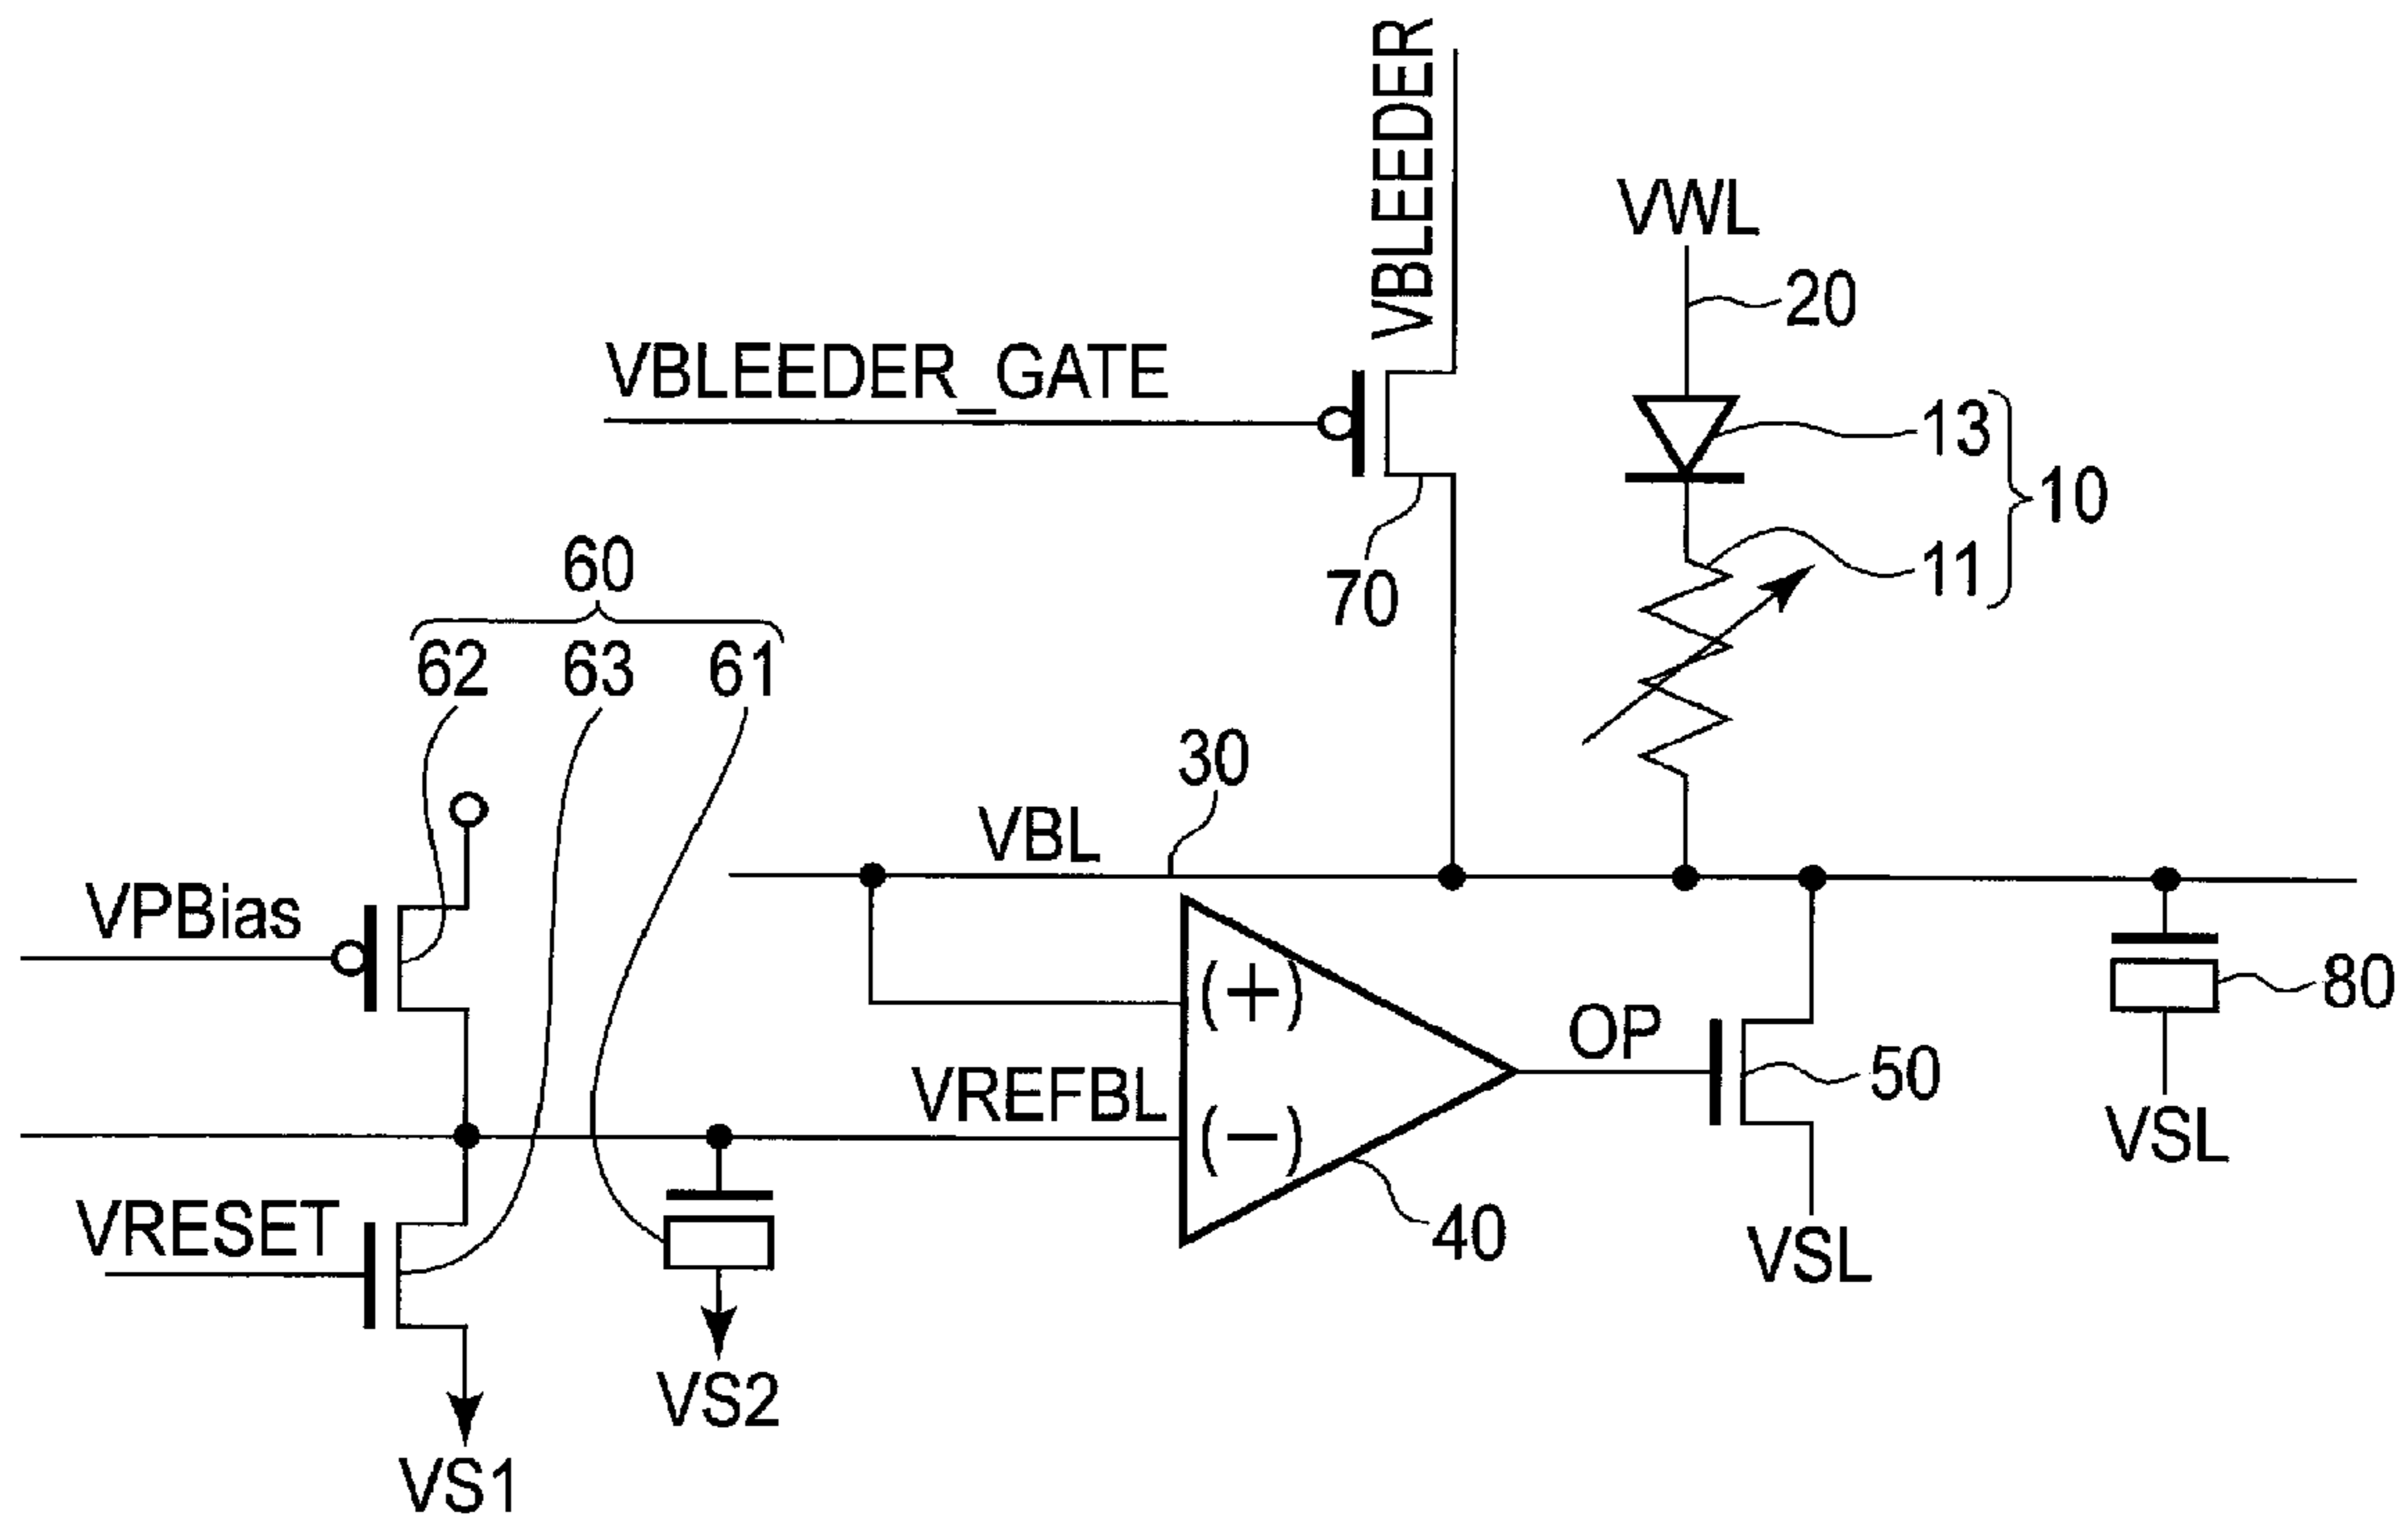 VBLEEDER
VWL
20
VBLEEDER_GATE
13
10
11
70
60
62 63 61
30
VBL
VPBias
(+)
80
OP
50
VREFBL
(−)
VSL
VRESET
40
VSL
VS2
VS1